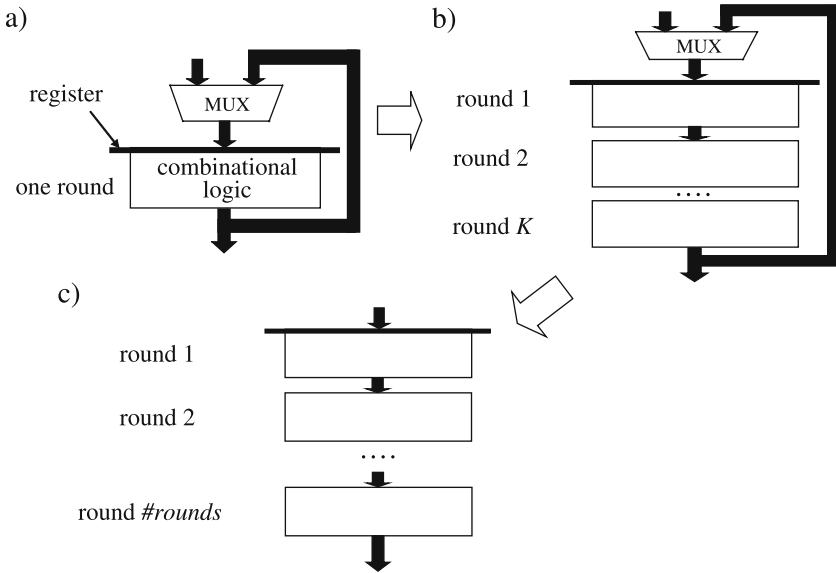 a)
MUX
register
combinational
logic
one round
b)
MUX
round 1
round 2
....
round K
c)
round 1
round 2
....
round #rounds